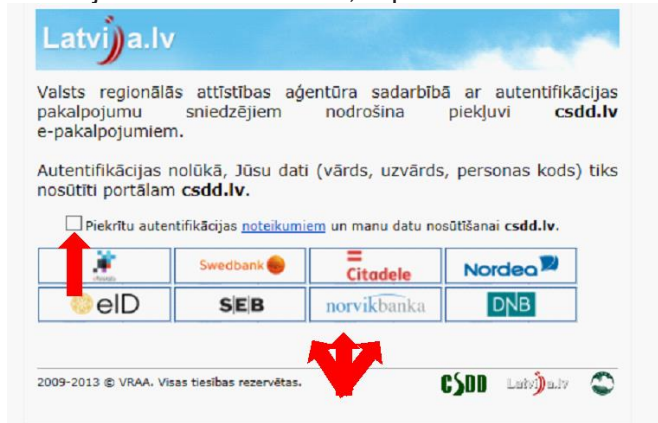 Latvija.lv
Valsts reģionālās attīstības aģentūra sadarbībā ar autentifikācijas
pakalpojumu sniedzējiem nodrošina piekļuvi csdd.lv
e-pakalpojumiem.
Autentifikācijas nolūkā, Jūsu dati (vārds, uzvārds, personas kods) tiks
nosūtīti portālam csdd.lv.
Piekrītu autentifikācijas noteikumiem un manu datu nosūtīšanai csdd.lv.
Swedbank Citadele Nordea
eID SEB norvikbanka DNB
2009-2013 © VRAA. Visas tiesības rezervētas. CSDD Latvija.lv